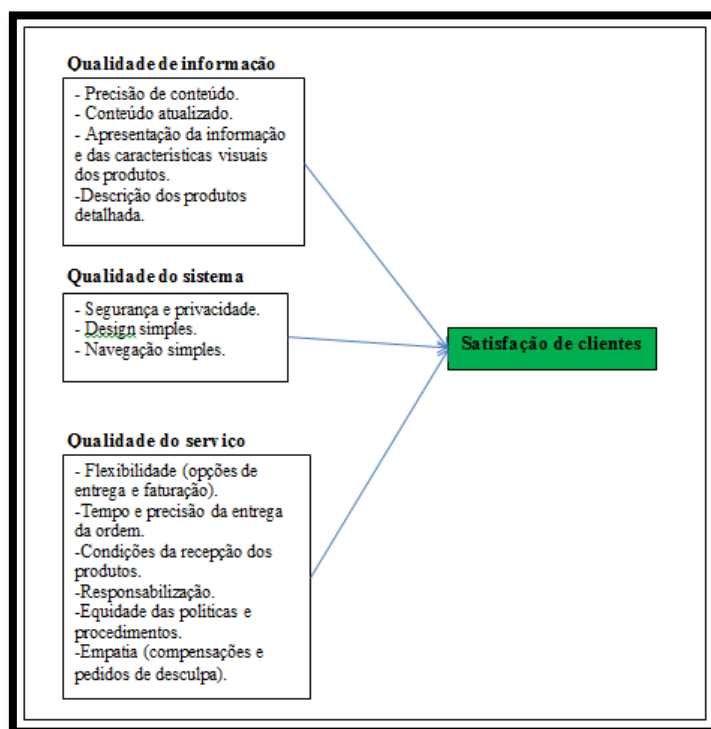 Qualidade de informação
- Precisão de conteúdo.
- Conteúdo atualizado.
- Apresentação da informação
e das características visuais
dos produtos.
-Descrição dos produtos
detalhada.
Qualidade do sistema
- Segurança e privacidade.
- Design simples.
- Navegação simples.
Satisfação de clientes
Qualidade do serviço
- Flexibilidade (opções de
entrega e faturação).
-Tempo e precisão da entrega
da ordem.
-Condições da recepção dos
produtos.
-Responsabilização.
-Equidade das políticas e
procedimentos.
-Empatia (compensações e
pedidos de desculpa).